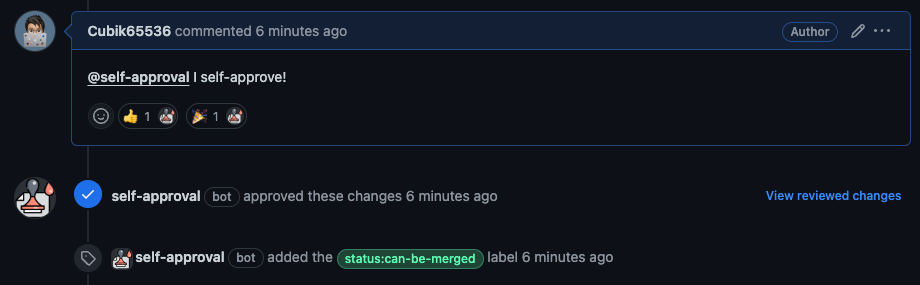 Cubik65536 commented 6 minutes ago Author
@self-approval I self-approve!
1 1
self-approval bot approved these changes 6 minutes ago View reviewed changes
self-approval bot added the status:can-be-merged label 6 minutes ago